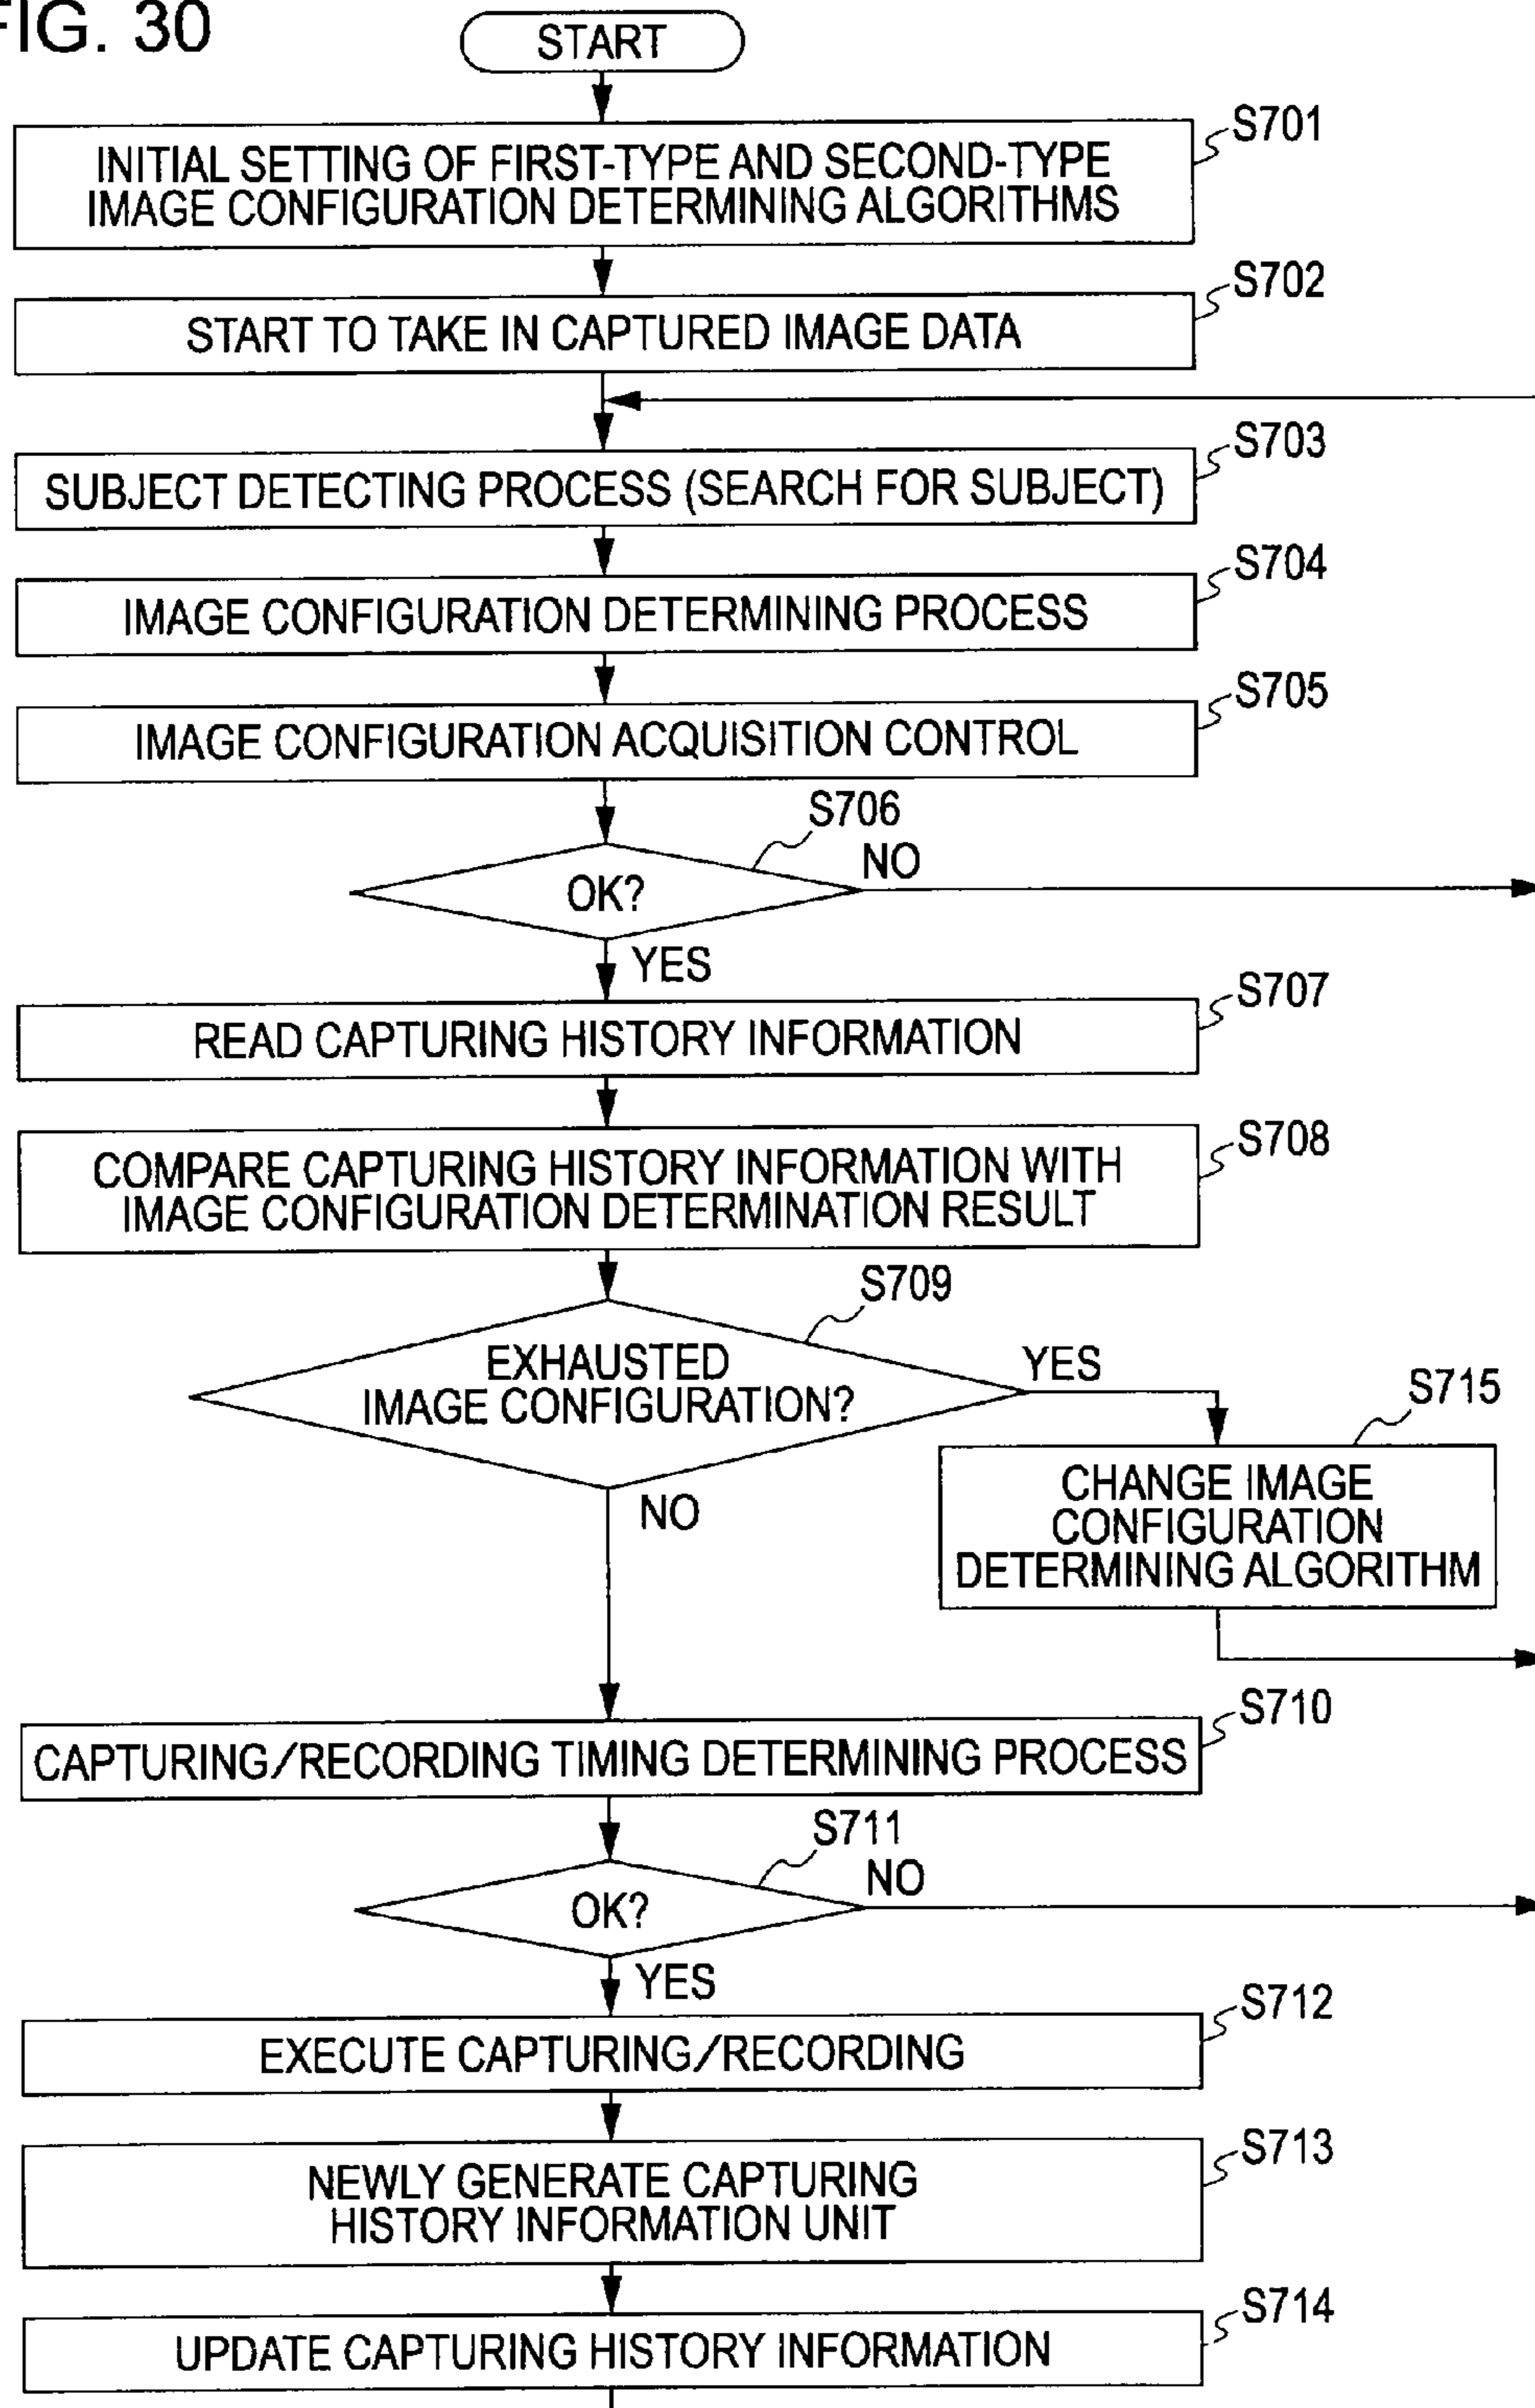 FIG. 30
START
S701
INITIAL SETTING OF FIRST-TYPE AND SECOND-TYPE
IMAGE CONFIGURATION DETERMINING ALGORITHMS
S702
START TO TAKE IN CAPTURED IMAGE DATA
S703
SUBJECT DETECTING PROCESS (SEARCH FOR SUBJECT)
S704
IMAGE CONFIGURATION DETERMINING PROCESS
S705
IMAGE CONFIGURATION ACQUISITION CONTROL
S706
OK?
NO
YES
S707
READ CAPTURING HISTORY INFORMATION
S708
COMPARE CAPTURING HISTORY INFORMATION WITH
IMAGE CONFIGURATION DETERMINATION RESULT
S709
EXHAUSTED
IMAGE CONFIGURATION?
YES
NO
S715
CHANGE IMAGE
CONFIGURATION
DETERMINING ALGORITHM
S710
CAPTURING/RECORDING TIMING DETERMINING PROCESS
S711
OK?
NO
YES
S712
EXECUTE CAPTURING/RECORDING
S713
NEWLY GENERATE CAPTURING
HISTORY INFORMATION UNIT
S714
UPDATE CAPTURING HISTORY INFORMATION